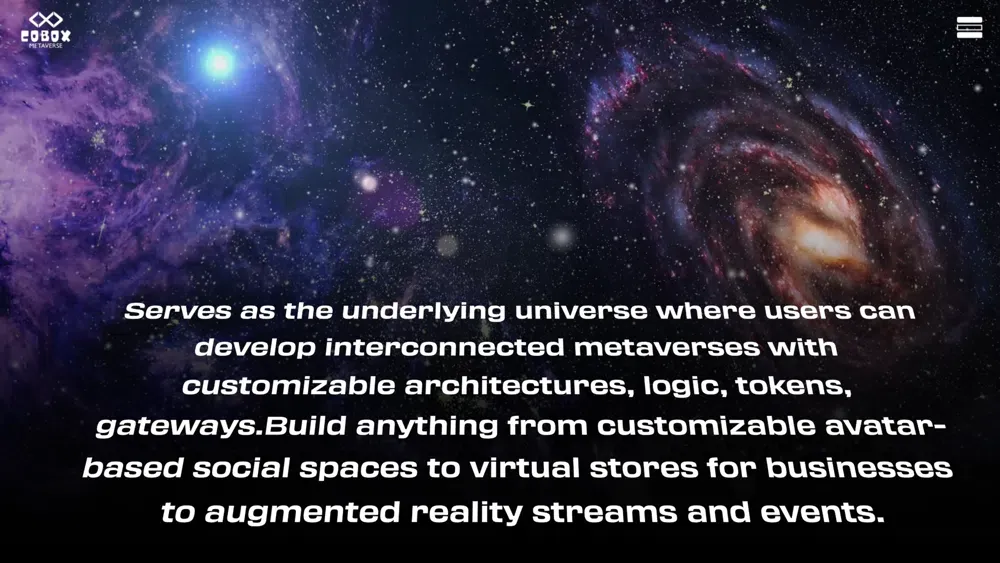 COBOX
METAVERSE
Serves as the underlying universe where users can
develop interconnected metaverses with
customizable architectures, logic, tokens,
gateways.Build anything from customizable avatar-
based social spaces to virtual stores for businesses
to augmented reality streams and events.